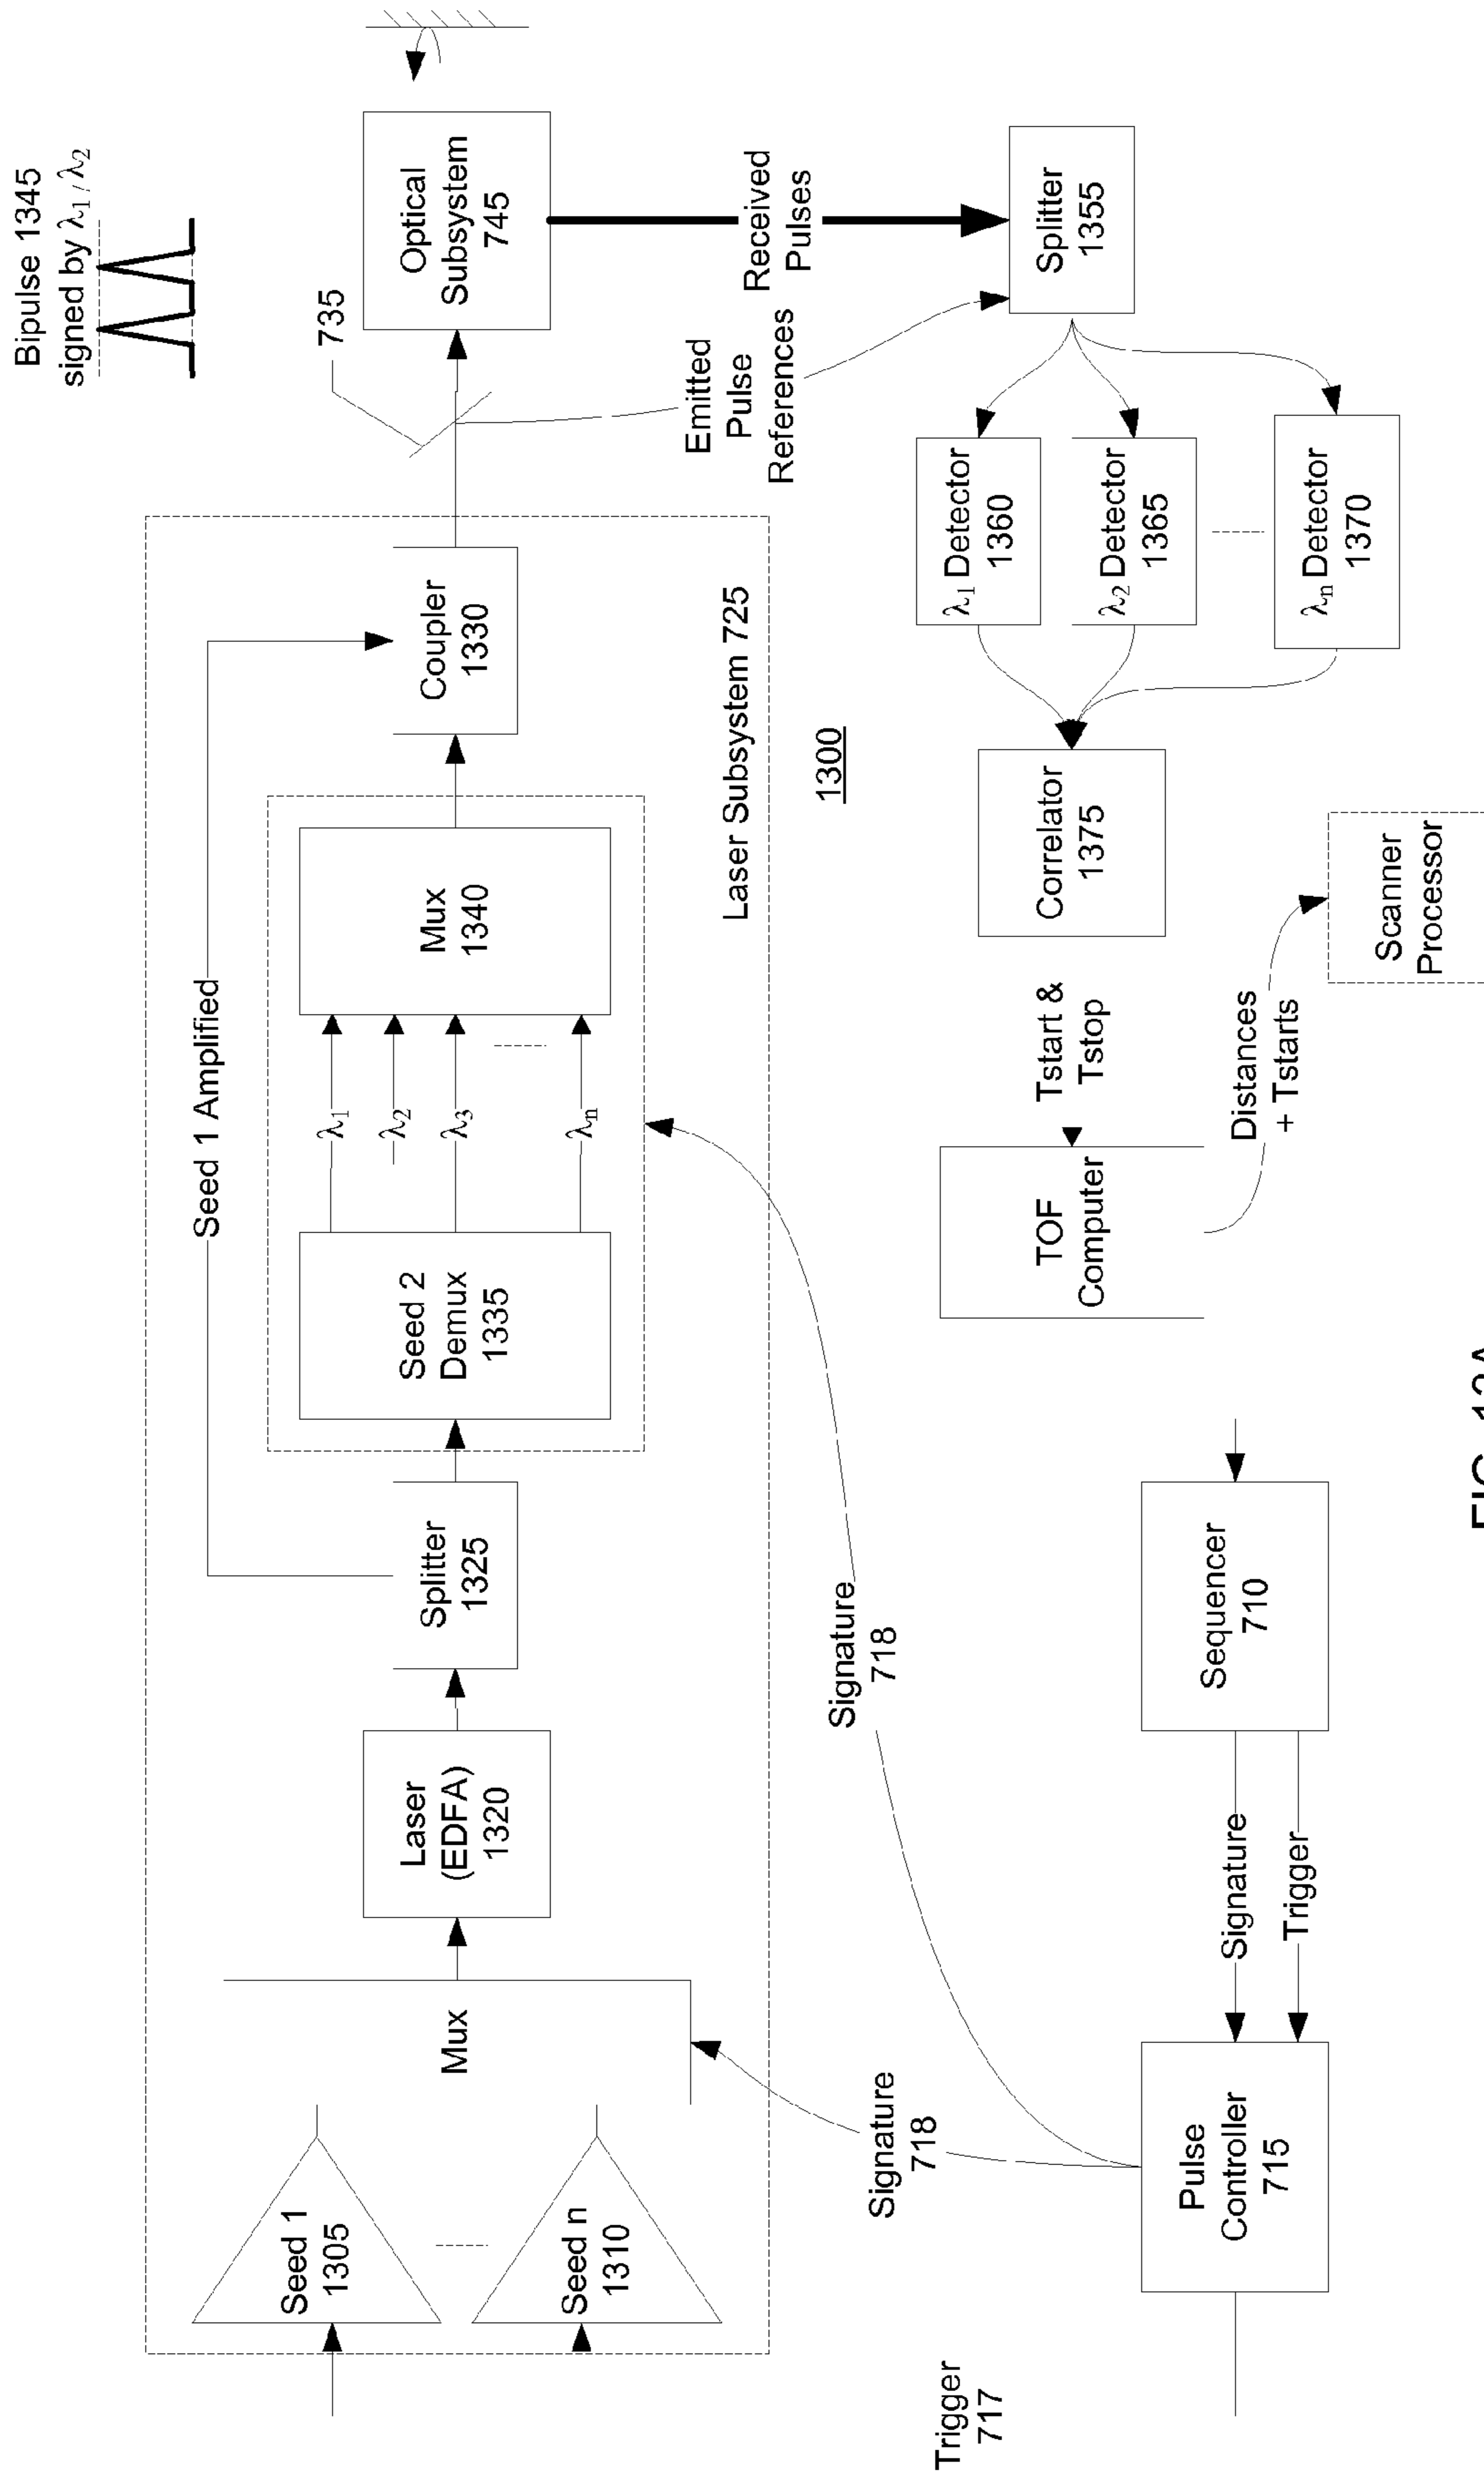 Bipulse 1345
signed by λ1 / λ2
735
Optical
Subsystem
745
Received
Pulses
Emitted
Pulse
References
Splitter
1355
λ1 Detector
1360
λ2 Detector
1365
λn Detector
1370
Correlator
1375
Tstart &
Tstop
TOF
Computer
Distances
+ Tstarts
Scanner
Processor
Laser Subsystem 725
1300
Seed 1 Amplified
Coupler
1330
Mux
1340
λ1
λ2
λ3
λn
Seed 2
Demux
1335
Splitter
1325
Laser
(EDFA)
1320
Mux
Seed 1
1305
Seed n
1310
Signature
718
Signature
718
Sequencer
710
Signature
Trigger
Pulse
Controller
715
Trigger
717